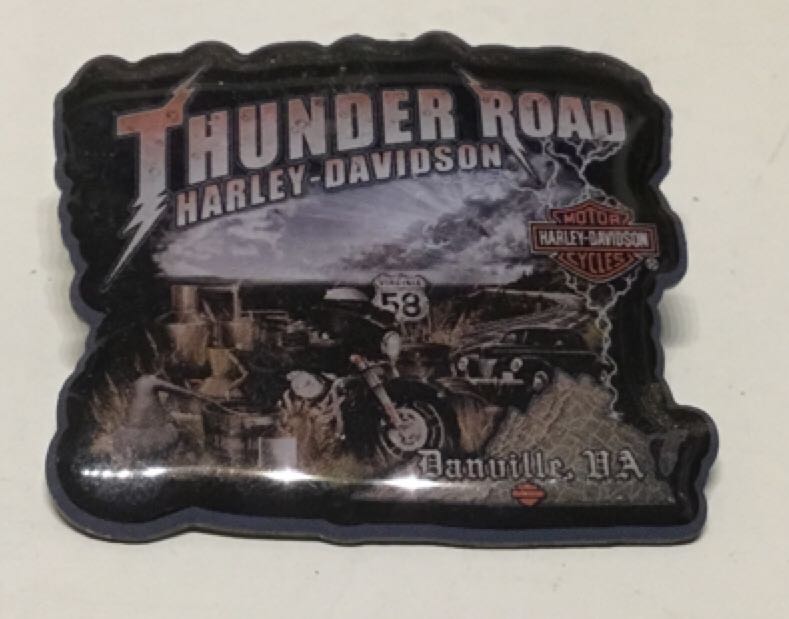 THUNDER ROAD
HARLEY-DAVIDSON
MOTOR
HARLEY-DAVIDSON
CYCLES
®
VIRGINIA
58
Danville, VA